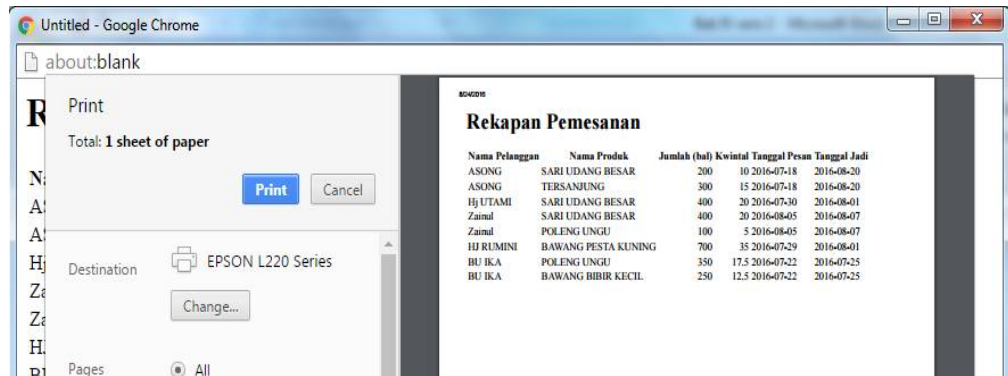 Untitled - Google Chrome
about:blank
Print
Total: 1 sheet of paper
Print Cancel
Destination
EPSON L220 Series
Change...
Pages
All
8/24/2016
Rekapan Pemesanan
Nama Pelanggan Nama Produk Jumlah (bal) Kwintal Tanggal Pesan Tanggal Jadi
ASONG SARI UDANG BESAR 200 10 2016-07-18 2016-08-20
ASONG TERSANJUNG 300 15 2016-07-18 2016-08-20
Hj UTAMI SARI UDANG BESAR 400 20 2016-07-30 2016-08-01
Zainul SARI UDANG BESAR 400 20 2016-08-05 2016-08-07
Zainul POLENG UNGU 100 5 2016-08-05 2016-08-07
HJ RUMINI BAWANG PESTA KUNING 700 35 2016-07-29 2016-08-01
BU IKA POLENG UNGU 350 17.5 2016-07-22 2016-07-25
BU IKA BAWANG BIBIR KECIL 250 12.5 2016-07-22 2016-07-25